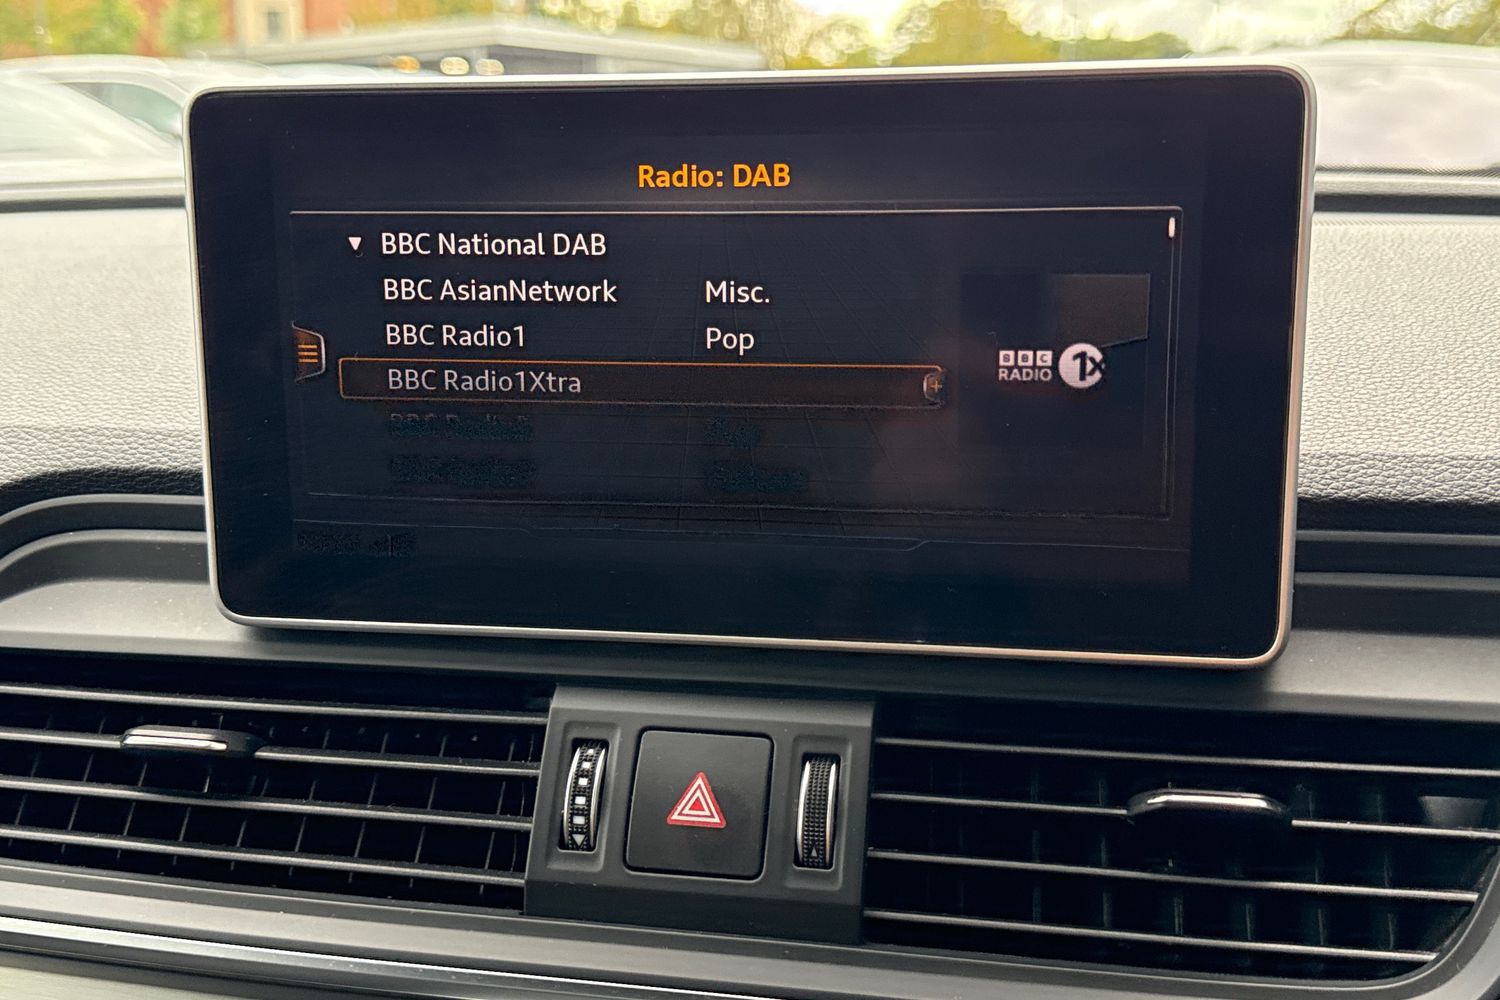 Radio: DAB
BBC National DAB
BBC AsianNetwork Misc.
BBC Radio1 Pop
BBC Radio1Xtra
BBC
RADIO 1X